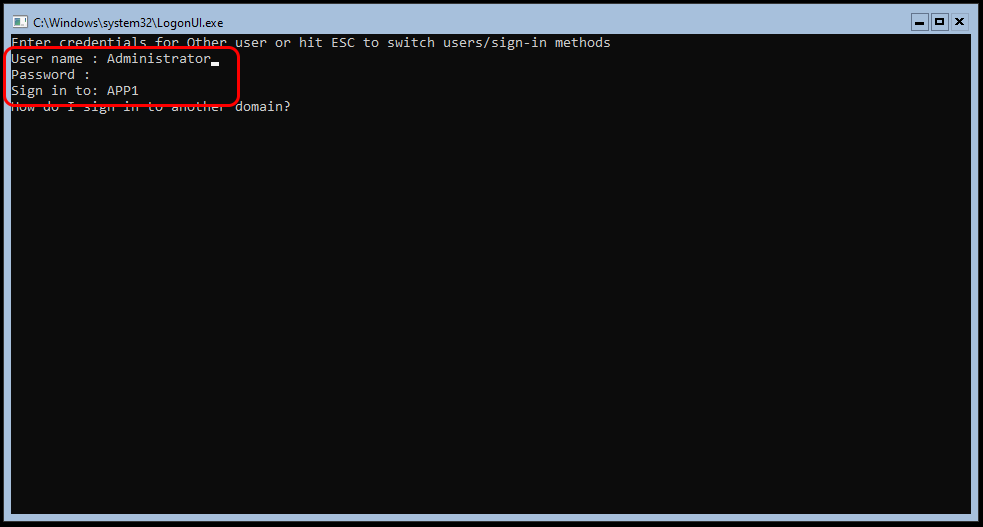 C:\Windows\system32\LogonUI.exe
Enter credentials for Other user or hit ESC to switch users/sign-in methods
User name : Administrator
Password :
Sign in to: APP1
How do I sign in to another domain?